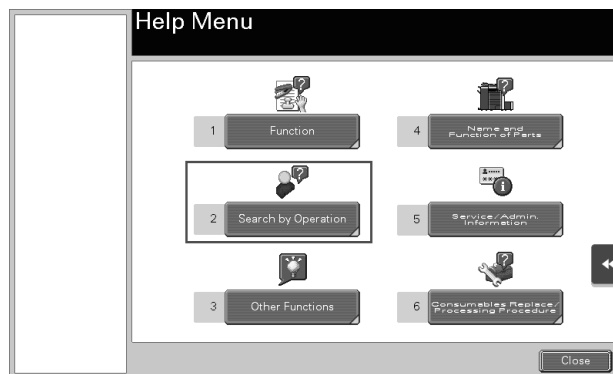 Help Menu
1 Function
4 Name and
Function of Parts
2 Search by Operation
5 Service/Admin.
Information
3 Other Functions
6 Consumables Replace/
Processing Procedure
Close